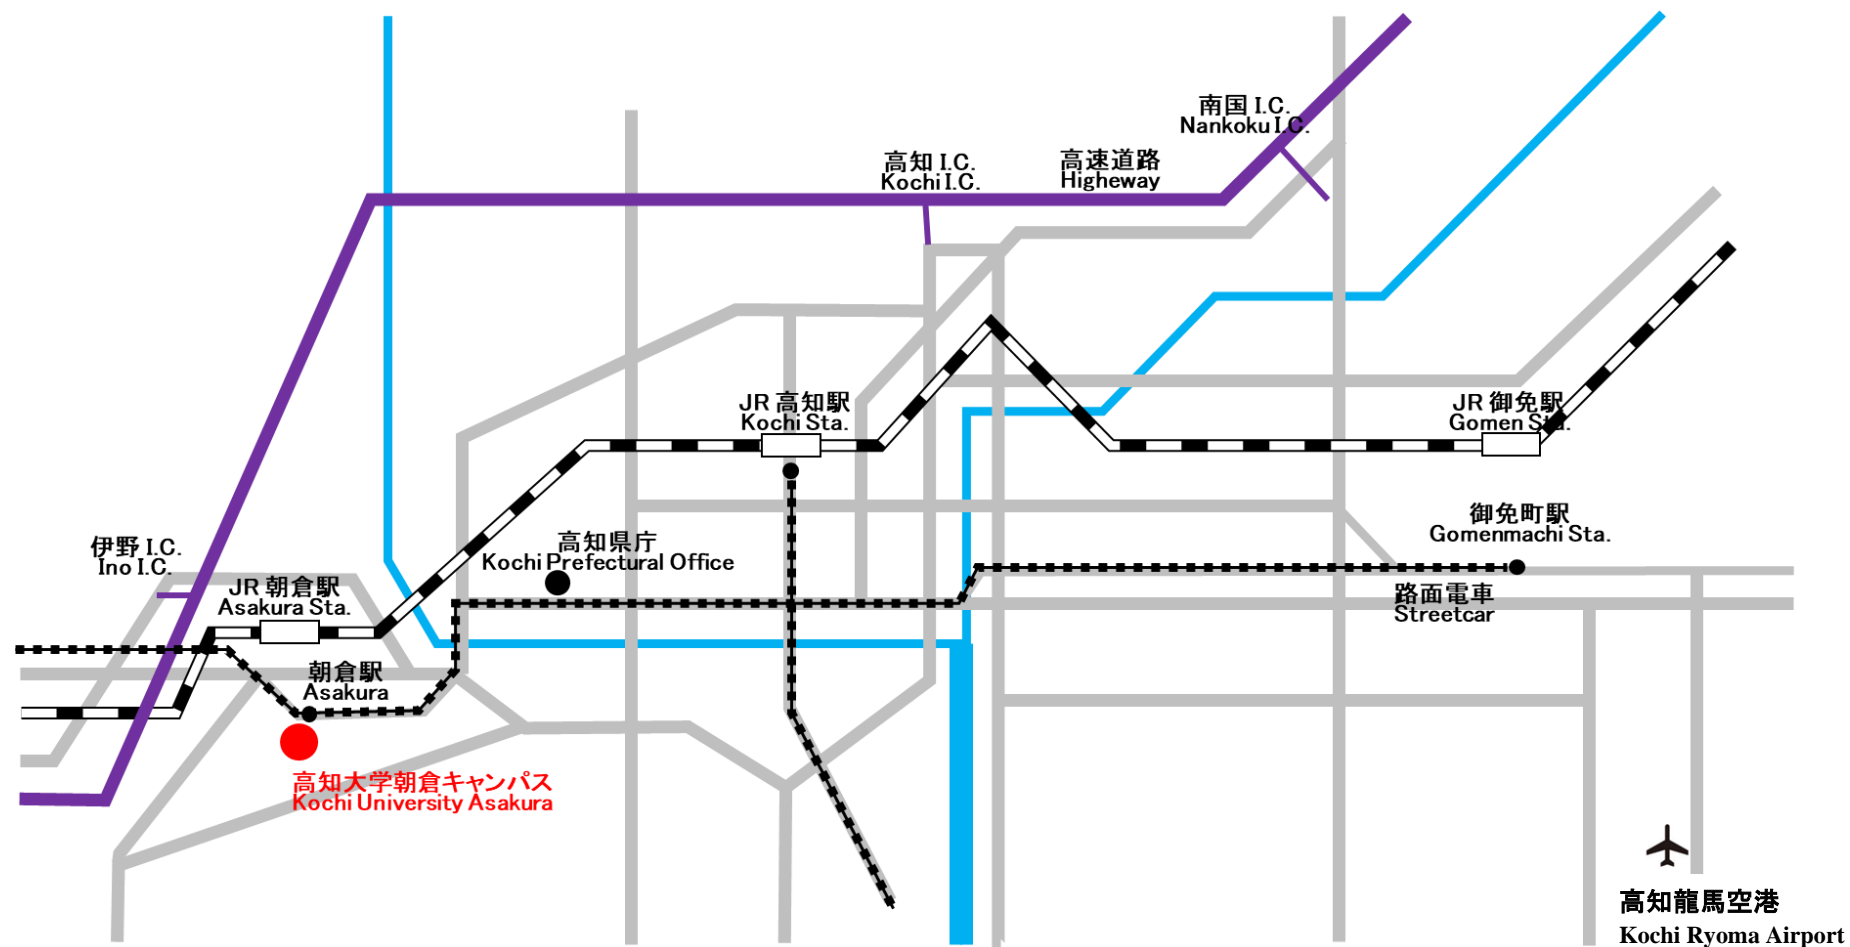 南国 I.C.
Nankoku I.C.
高知 I.C.
Kochi I.C.
高速道路
Higheway
JR 高知駅
Kochi Sta.
JR 御免駅
Gomen Sta.
御免町駅
Gomenmachi Sta.
伊野 I.C.
Ino I.C.
高知県庁
Kochi Prefectural Office
JR 朝倉駅
Asakura Sta.
路面電車
Streetcar
朝倉駅
Asakura
高知大学朝倉キャンパス
Kochi University Asakura
高知龍馬空港
Kochi Ryoma Airport